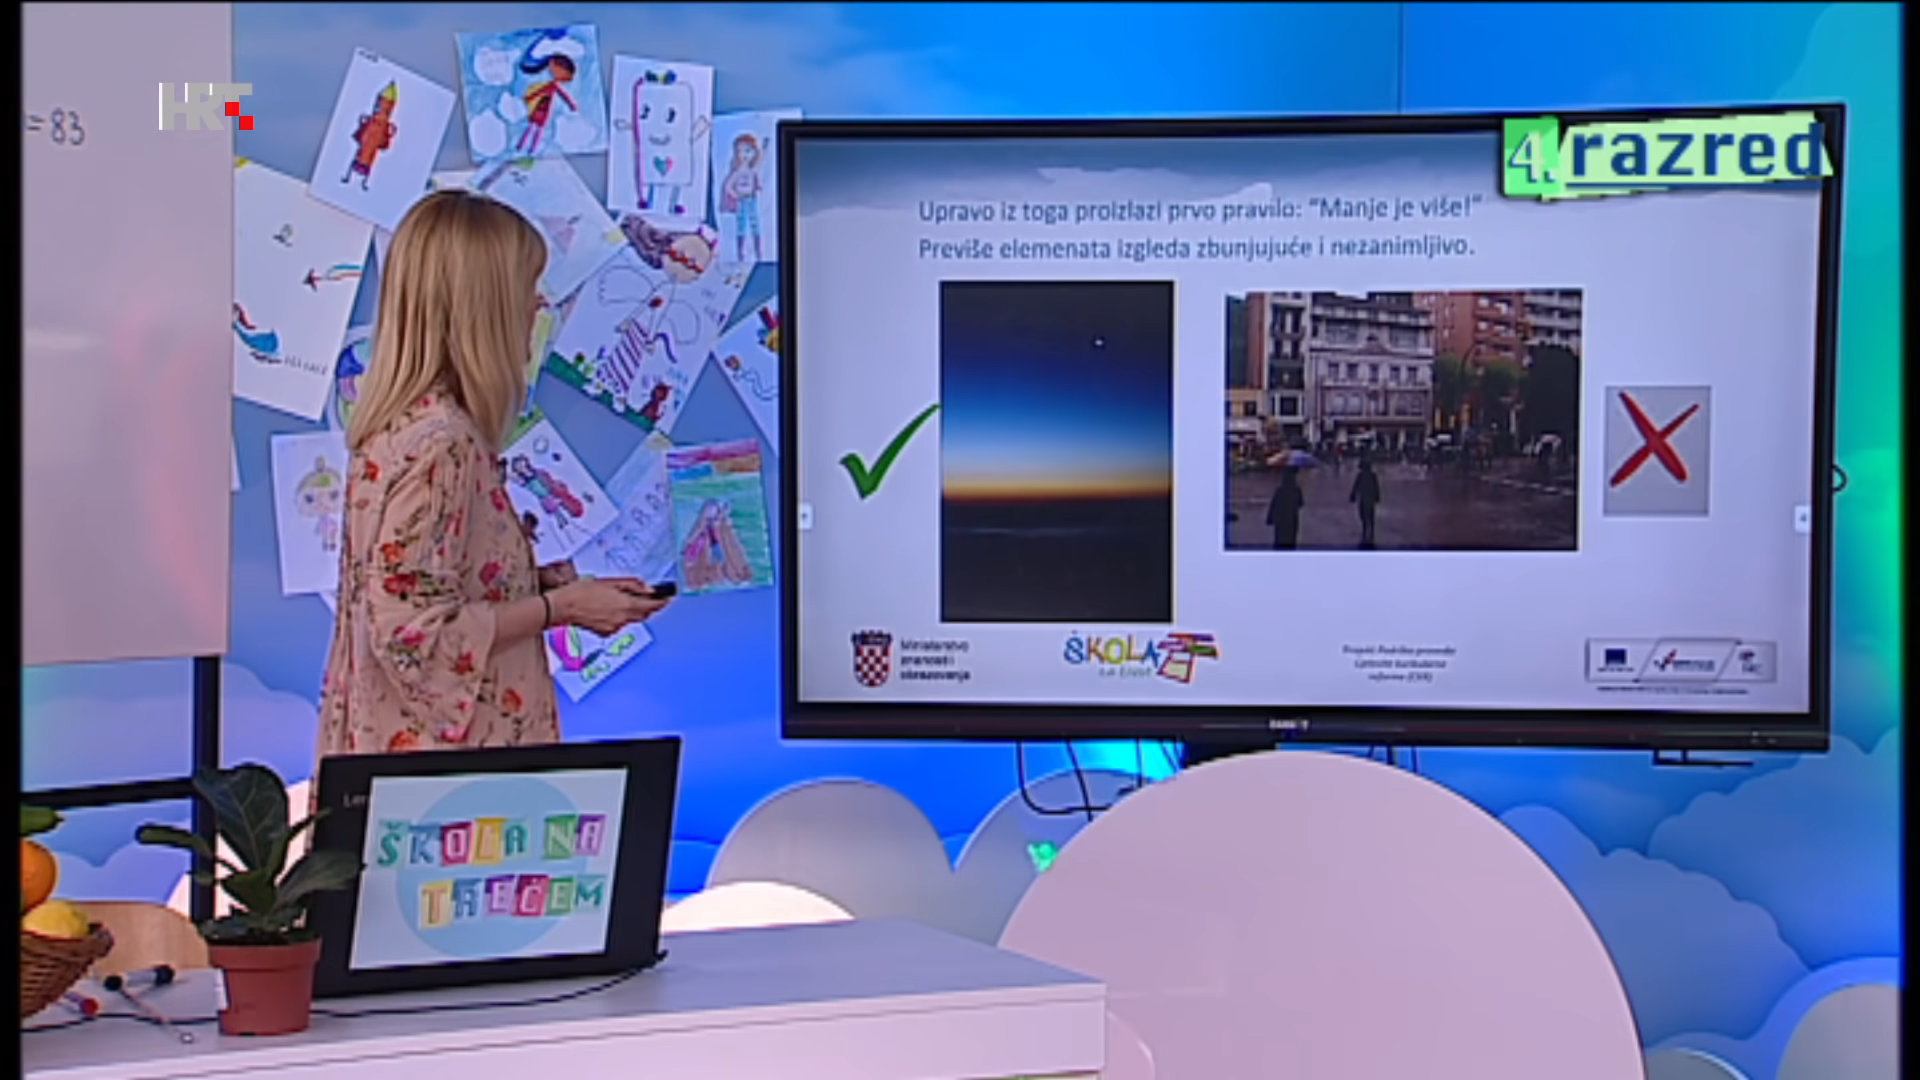 =83
HRT
4. razred
Upravo iz toga proizlazi prvo pravilo: “Manje je više!“
Previše elemenata izgleda zbunjujuće i nezanimljivo.
Ministarstvo
znanosti i
obrazovanja
ŠKOLA
za život
ŠKOLA NA
TREĆEM